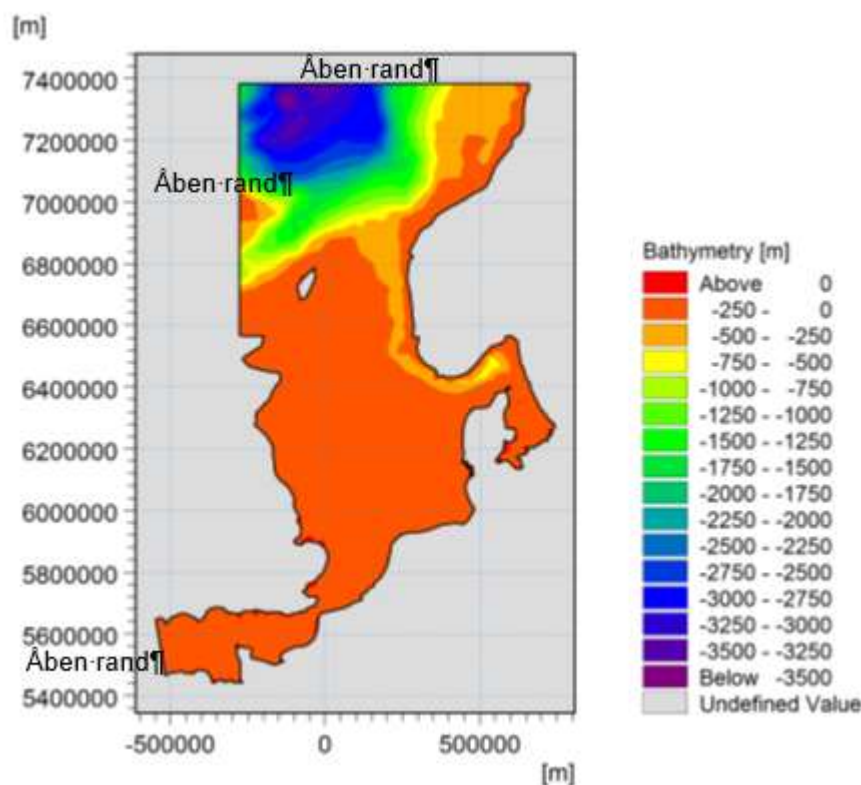 [m]
Åben·rand¶
7400000
7200000
Åben·rand¶
7000000
6800000
6600000
6400000
6200000
6000000
5800000
5600000
Åben·rand¶
5400000
-500000 0 500000
[m]
Bathymetry [m]
Above 0
-250 - 0
-500 - -250
-750 - -500
-1000 - -750
-1250 - -1000
-1500 - -1250
-1750 - -1500
-2000 - -1750
-2250 - -2000
-2500 - -2250
-2750 - -2500
-3000 - -2750
-3250 - -3000
-3500 - -3250
Below -3500
Undefined Value